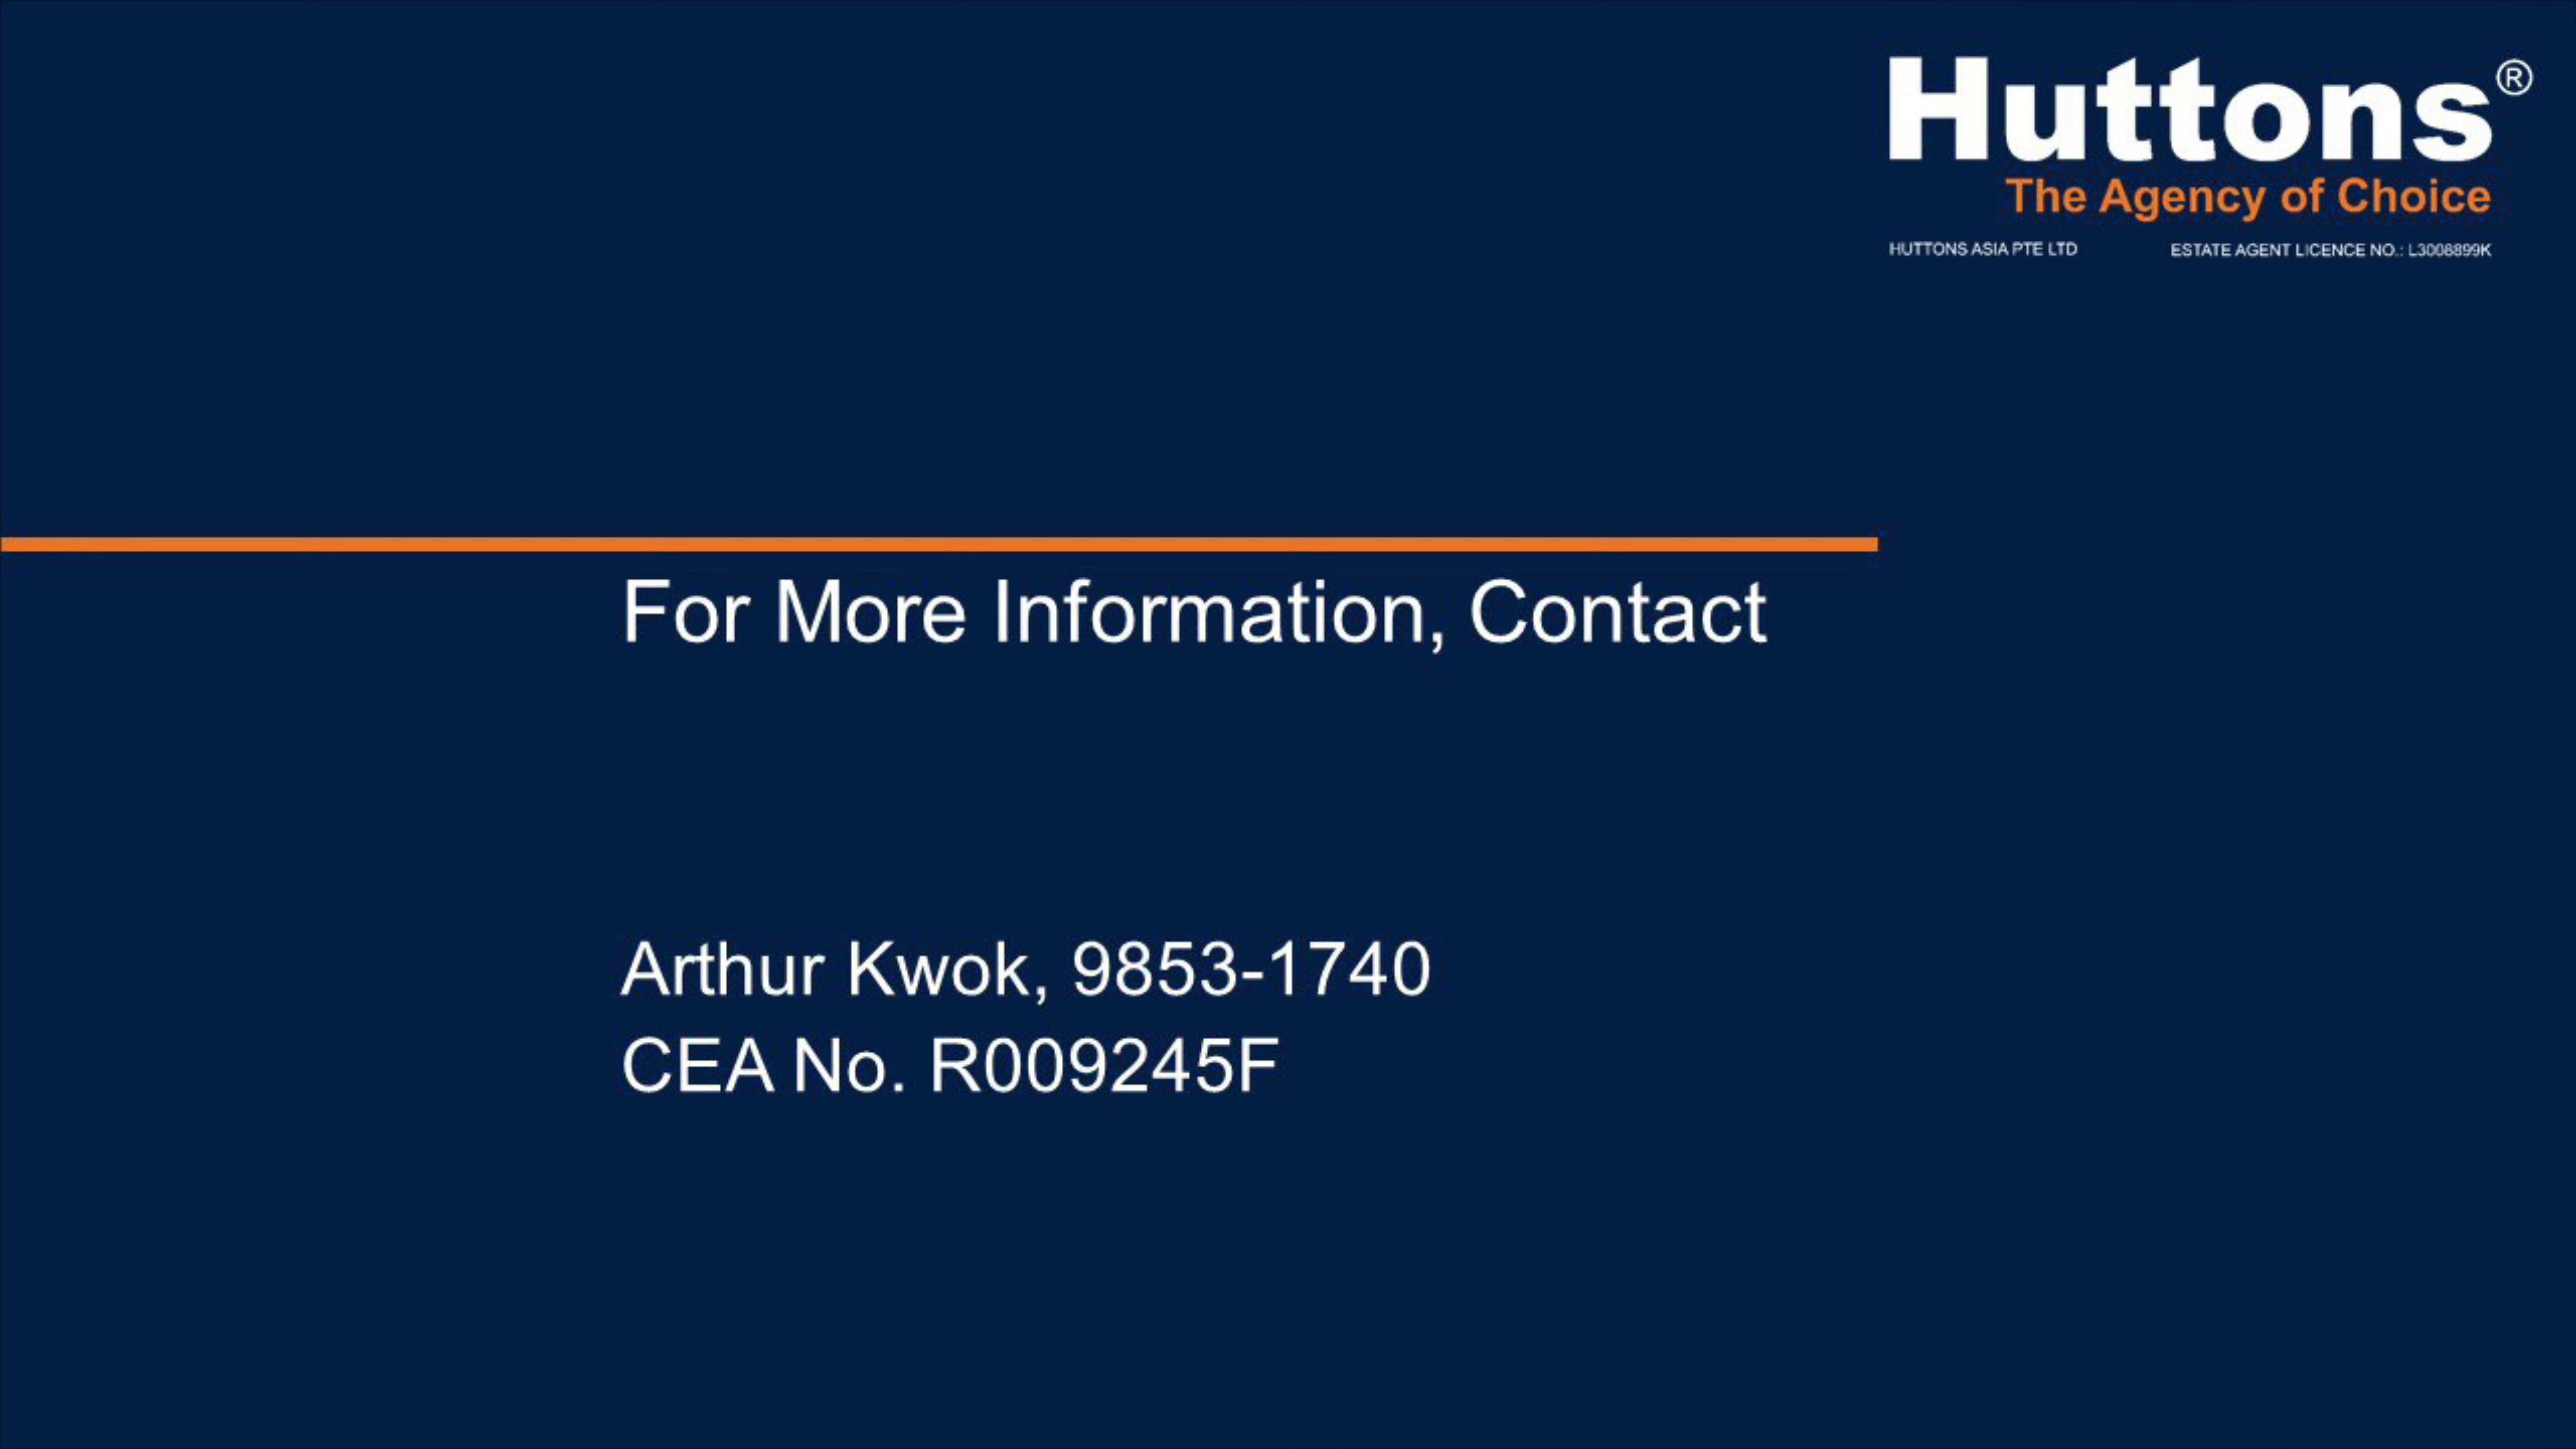 Huttons®
The Agency of Choice
HUTTONS ASIA PTE LTD ESTATE AGENT LICENCE NO.: L3008899K
For More Information, Contact
Arthur Kwok, 9853-1740
CEA No. R009245F